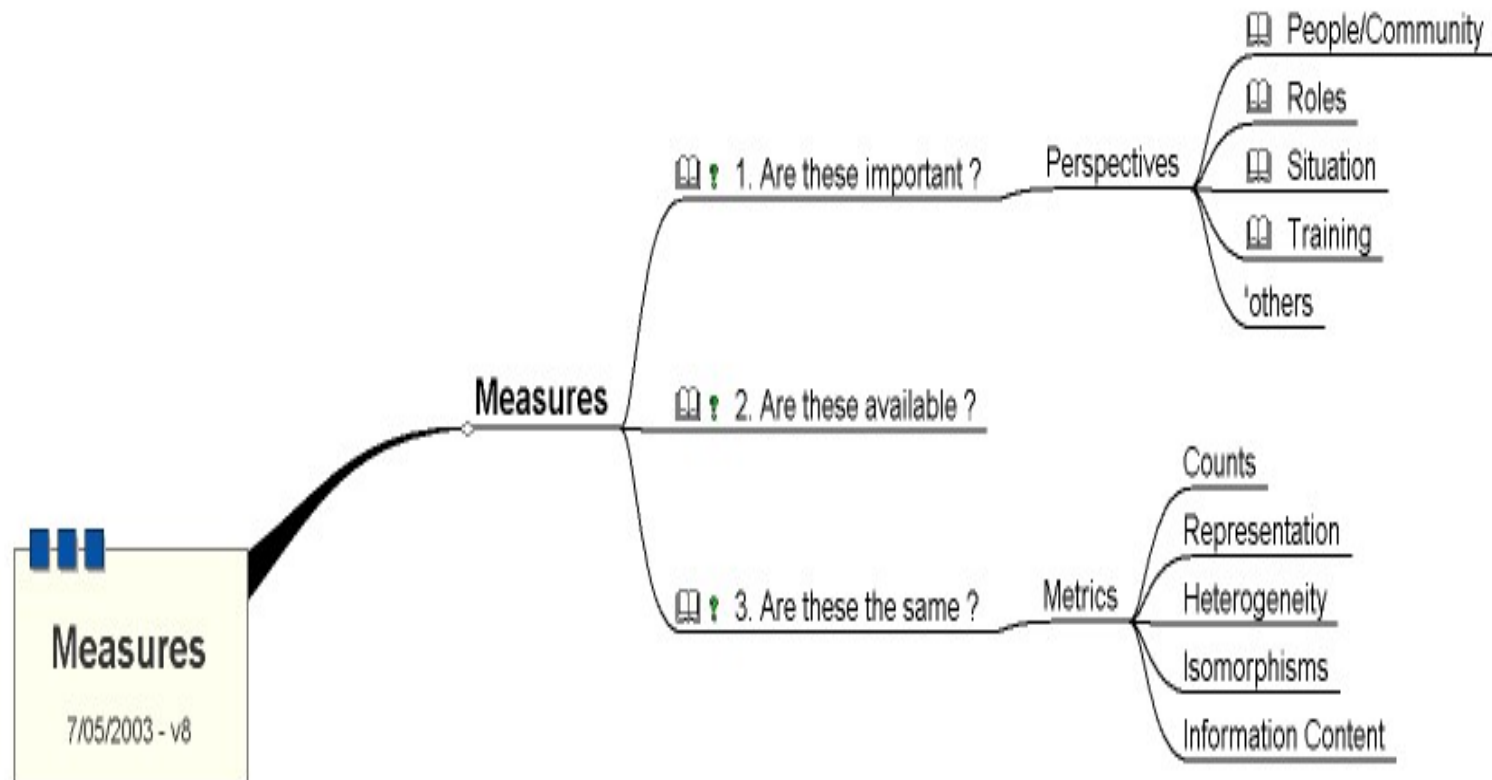 People/Community
Roles
1. Are these important ?
Perspectives
Situation
Training
'others
Measures
2. Are these available ?
Counts
Representation
3. Are these the same ?
Metrics
Heterogeneity
Isomorphisms
Information Content
Measures
7/05/2003 - v8